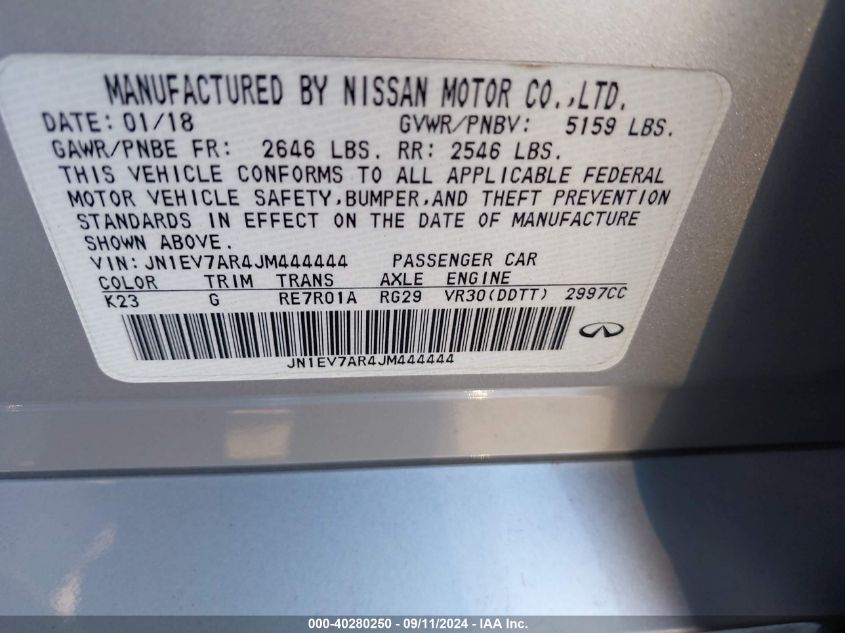 MANUFACTURED BY NISSAN MOTOR CO.,LTD.
DATE: 01/18 GVWR/PNBV: 5159 LBS.
GAWR/PNBE FR: 2646 LBS. RR: 2546 LBS.
THIS VEHICLE CONFORMS TO ALL APPLICABLE FEDERAL
MOTOR VEHICLE SAFETY,BUMPER,AND THEFT PREVENTION
STANDARDS IN EFFECT ON THE DATE OF MANUFACTURE
SHOWN ABOVE.
VIN: JN1EV7AR4JM444444 PASSENGER CAR
COLOR TRIM TRANS AXLE ENGINE
K23 G RE7R01A RG29 VR30(DDTT) 2997CC
JN1EV7AR4JM444444
000-40280250 - 09/11/2024 - IAA Inc.